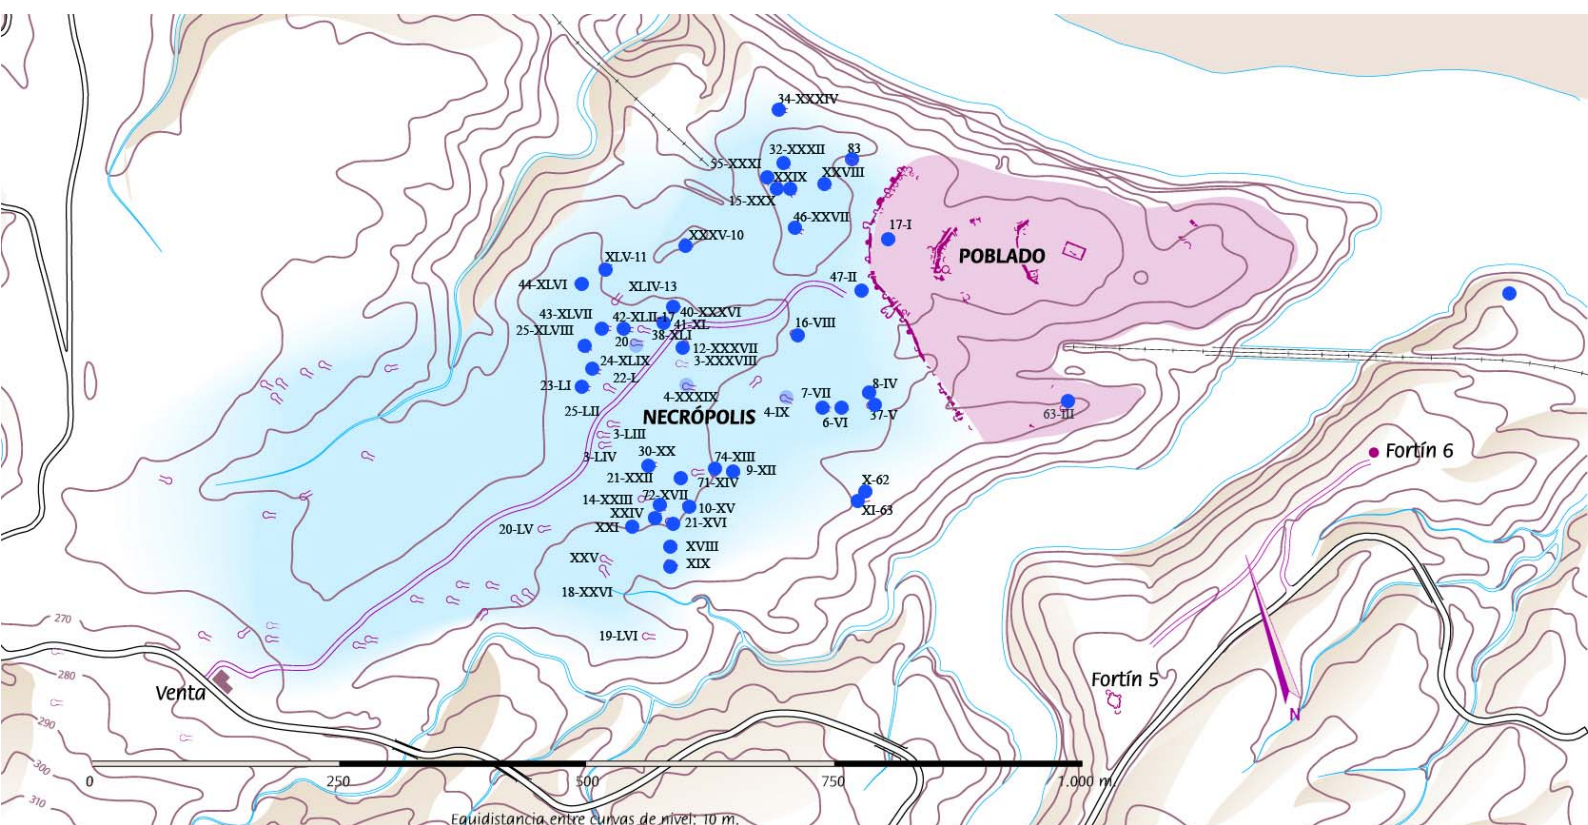 34-XXXIV
32-XXXII
83
55-XXXI
XXIX
XXVIII
15-XXX
46-XXVII
17-I
XXXV-10
POBLADO
XLV-11
47-II
44-XLVI
XLIV-13
43-XLVII
42-XLII-17
40-XXXVI
41-XL
25-XLVIII
38-XLI
16-VIII
20
12-XXXVII
24-XLIX
3-XXXVIII
22-L
23-LI
8-IV
4-XXXIX
7-VII
25-LII
NECRÓPOLIS
4-IX
6-VI
37-V
63-III
3-LIII
30-XX
74-XIII
Fortín 6
3-LIV
9-XII
21-XXII
71-XIV
X-62
14-XXIII
72-XVII
10-XV
XI-63
XXIV
21-XVI
20-LV
XXI
XVIII
XXV
XIX
18-XXVI
270
19-LVI
280
Venta
Fortín 5
N
290
300
0
250
500
750
1.000 m.
310
Equidistancia entre curvas de nivel: 10 m.